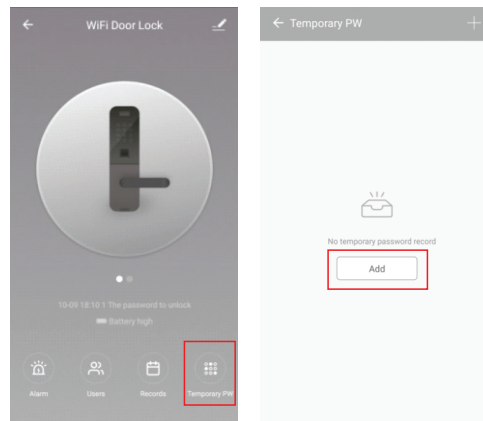 WiFi Door Lock
10-09 18:10 1 The password to unlock
Battery high
Alarm
Users
Records
Temporary PW
Temporary PW
No temporary password record
Add